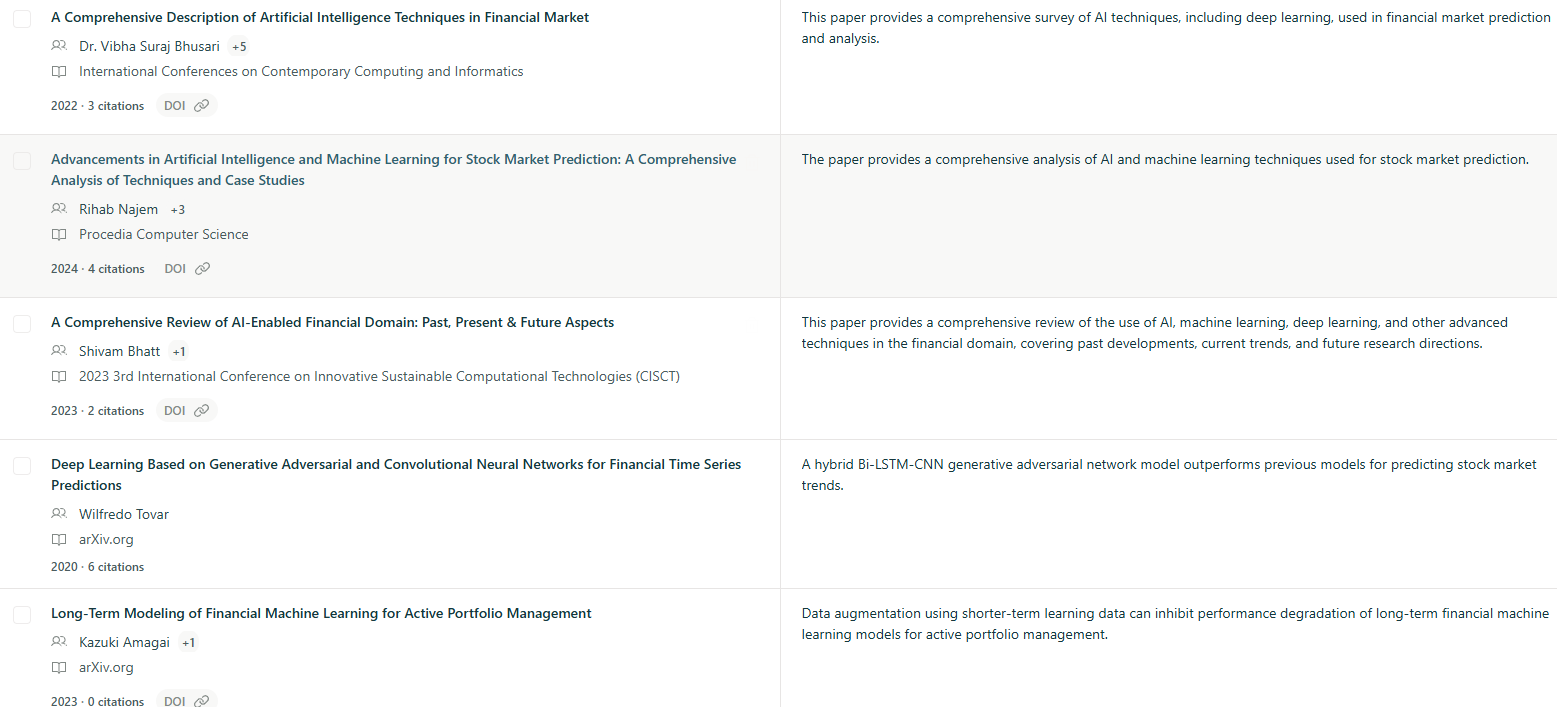 A Comprehensive Description of Artificial Intelligence Techniques in Financial Market
Dr. Vibha Suraj Bhusari +5
International Conferences on Contemporary Computing and Informatics
2022 · 3 citations DOI
This paper provides a comprehensive survey of AI techniques, including deep learning, used in financial market prediction
and analysis.
Advancements in Artificial Intelligence and Machine Learning for Stock Market Prediction: A Comprehensive
Analysis of Techniques and Case Studies
Rihab Najem +3
Procedia Computer Science
2024 · 4 citations DOI
The paper provides a comprehensive analysis of AI and machine learning techniques used for stock market prediction.
A Comprehensive Review of AI-Enabled Financial Domain: Past, Present & Future Aspects
Shivam Bhatt +1
2023 3rd International Conference on Innovative Sustainable Computational Technologies (CISCT)
2023 · 2 citations DOI
This paper provides a comprehensive review of the use of AI, machine learning, deep learning, and other advanced
techniques in the financial domain, covering past developments, current trends, and future research directions.
Deep Learning Based on Generative Adversarial and Convolutional Neural Networks for Financial Time Series
Predictions
Wilfredo Tovar
arXiv.org
2020 · 6 citations
A hybrid Bi-LSTM-CNN generative adversarial network model outperforms previous models for predicting stock market
trends.
Long-Term Modeling of Financial Machine Learning for Active Portfolio Management
Kazuki Amagai +1
arXiv.org
2023 · 0 citations DOI
Data augmentation using shorter-term learning data can inhibit performance degradation of long-term financial machine
learning models for active portfolio management.